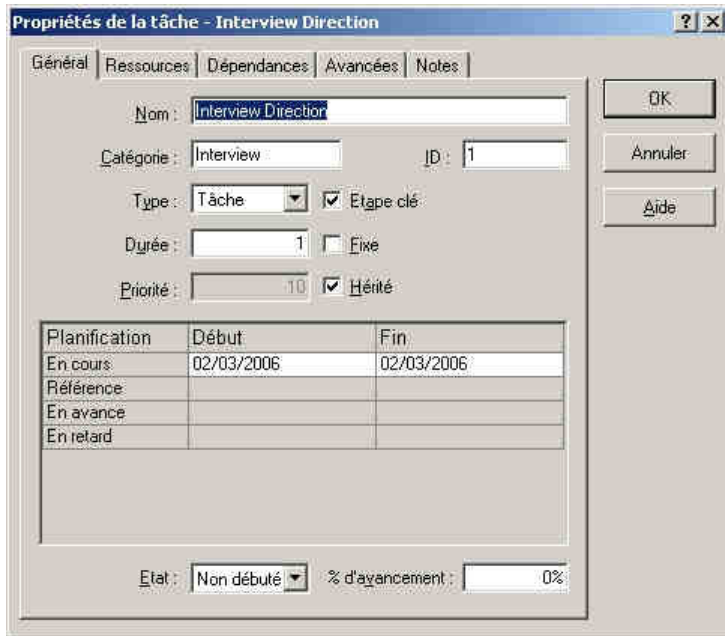 Propriétés de la tâche - Interview Direction
Général Ressources Dépendances Avancées Notes
Nom : Interview Direction
Catégorie : Interview ID : 1
Type : Tâche Etape clé
Durée : 1 Fixe
Priorité : 10 Hérité
Planification Début Fin
En cours 02/03/2006 02/03/2006
Référence
En avance
En retard
Etat : Non débuté % d'avancement : 0%
OK
Annuler
Aide